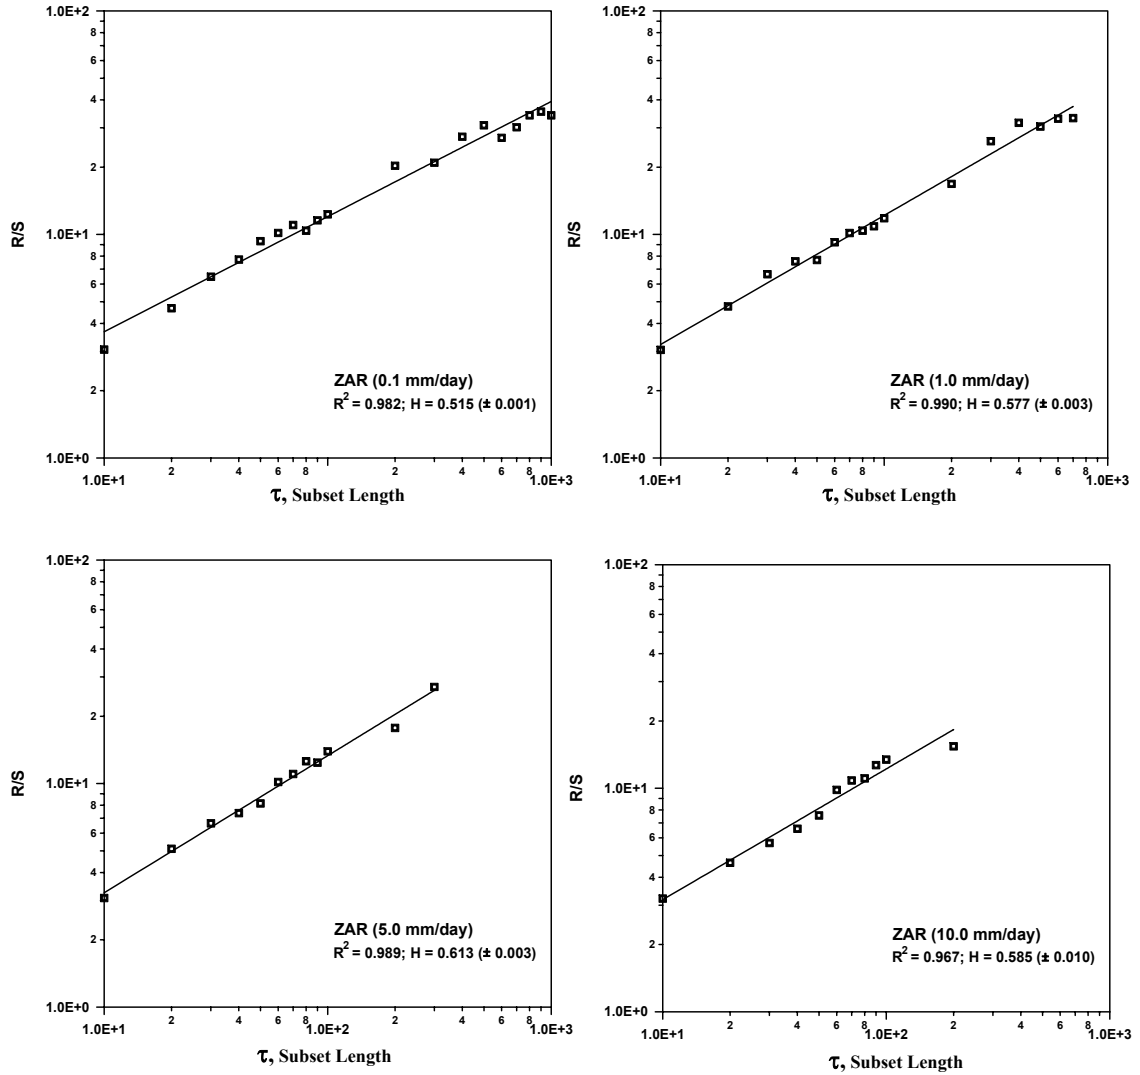 1.0E+2
8
6
4
2
1.0E+1
8
6
4
2
1.0E+0
R/S
ZAR (0.1 mm/day)
R2 = 0.982; H = 0.515 (± 0.001)
1.0E+1 2 4 6 8 2 4 6 8 1.0E+3
τ, Subset Length
1.0E+2
8
6
4
2
1.0E+1
8
6
4
2
1.0E+0
R/S
ZAR (1.0 mm/day)
R2 = 0.990; H = 0.577 (± 0.003)
1.0E+1 2 4 6 8 2 4 6 8 1.0E+3
τ, Subset Length
1.0E+2
8
6
4
2
1.0E+1
8
6
4
2
1.0E+0
R/S
ZAR (5.0 mm/day)
R2 = 0.989; H = 0.613 (± 0.003)
1.0E+1 2 4 6 8 1.0E+2 2 4 6 8 1.0E+3
τ, Subset Length
1.0E+2
8
6
4
2
1.0E+1
8
6
4
2
1.0E+0
R/S
ZAR (10.0 mm/day)
R2 = 0.967; H = 0.585 (± 0.010)
1.0E+1 2 4 6 8 1.0E+2 2 4 6 8 1.0E+3
τ, Subset Length